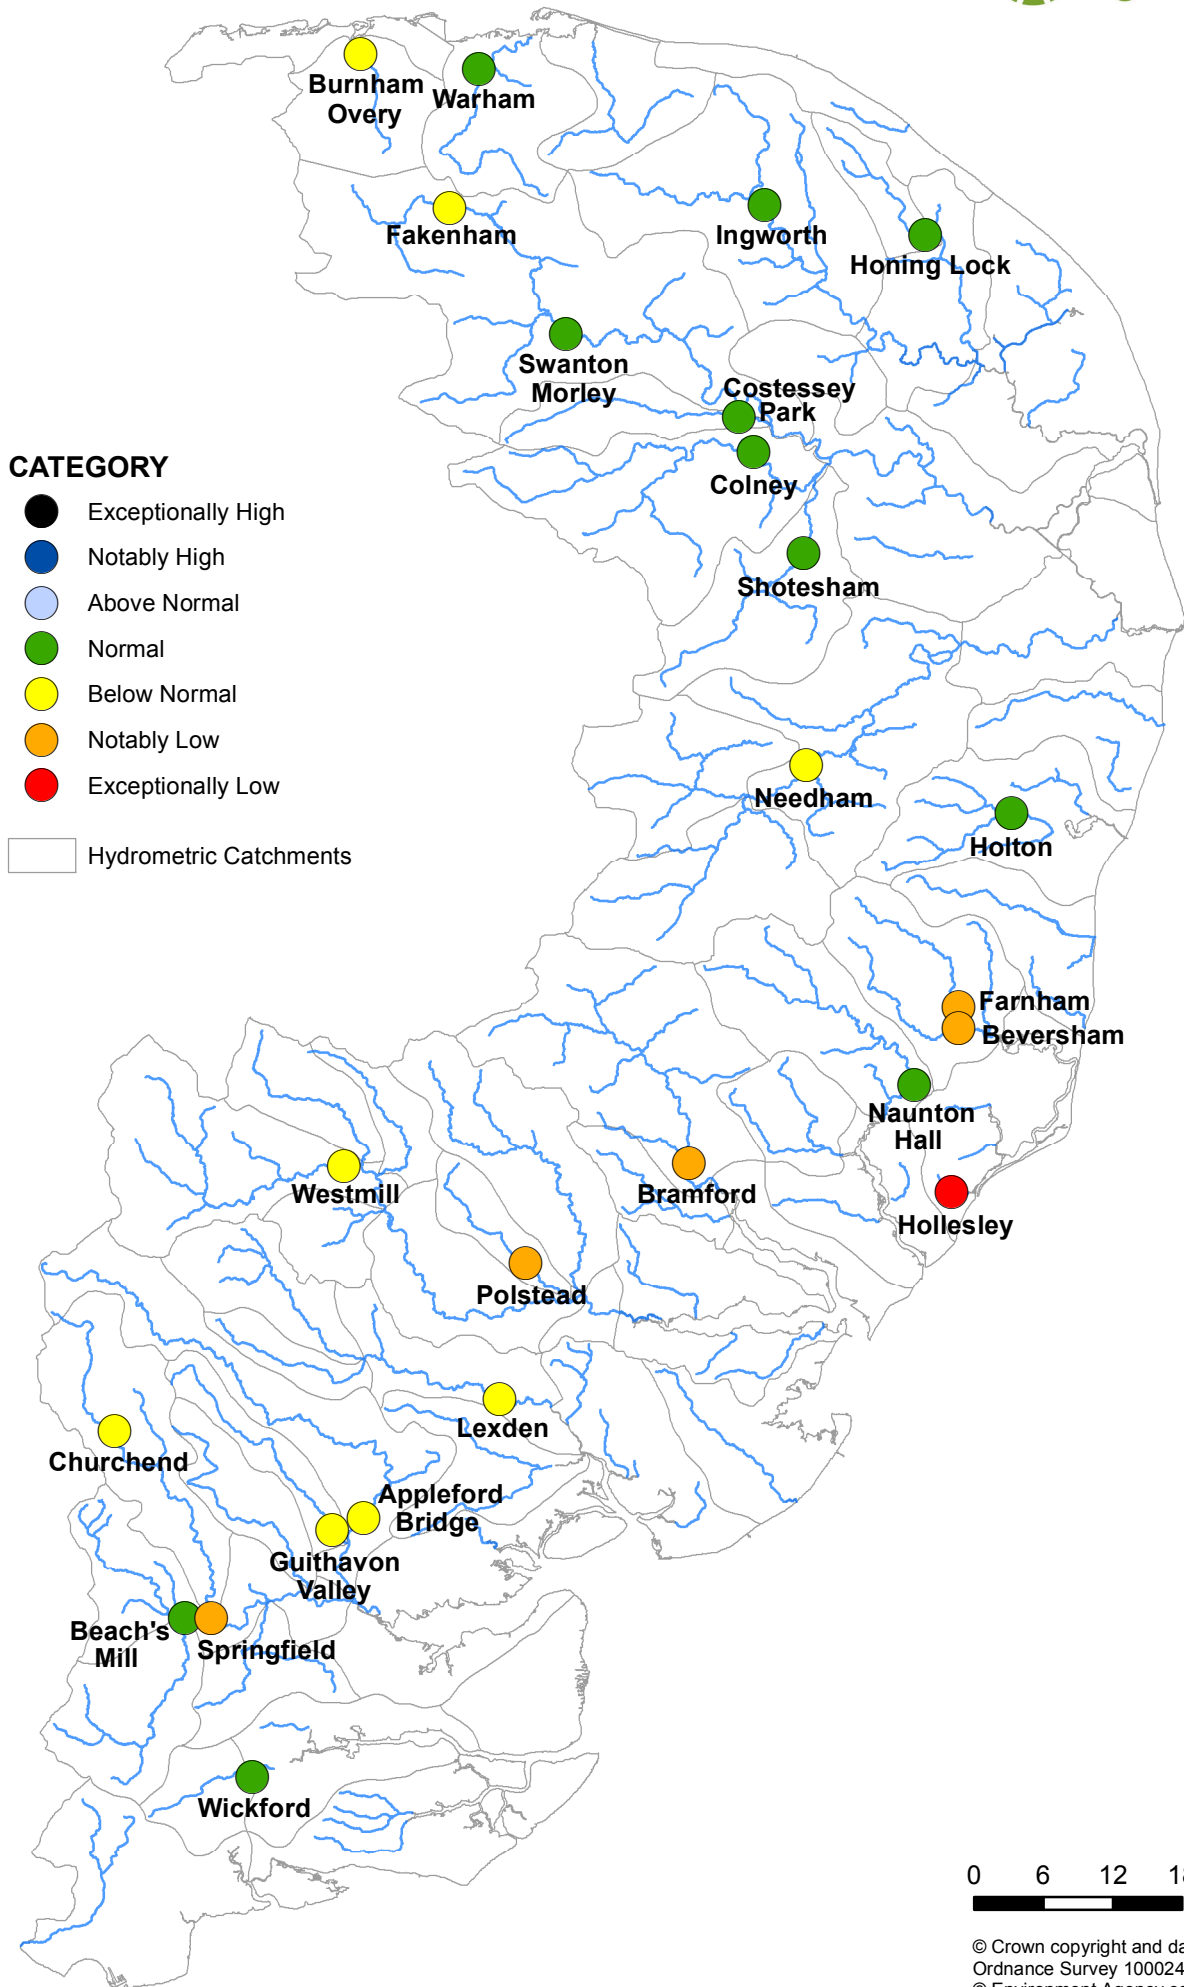 Burnham
Overy
Warham
Fakenham
Ingworth
Honing Lock
Swanton
Morley
Costessey
Park
Colney
Shotesham
CATEGORY
Exceptionally High
Notably High
Above Normal
Normal
Below Normal
Notably Low
Exceptionally Low
Hydrometric Catchments
Needham
Holton
Farnham
Beversham
Naunton
Hall
Westmill
Bramford
Hollesley
Polstead
Lexden
Churchend
Appleford
Bridge
Guithavon
Valley
Beach's
Mill
Springfield
Wickford
0 6 12
© Crown copyright and
Ordnance Survey
© Environment Agency